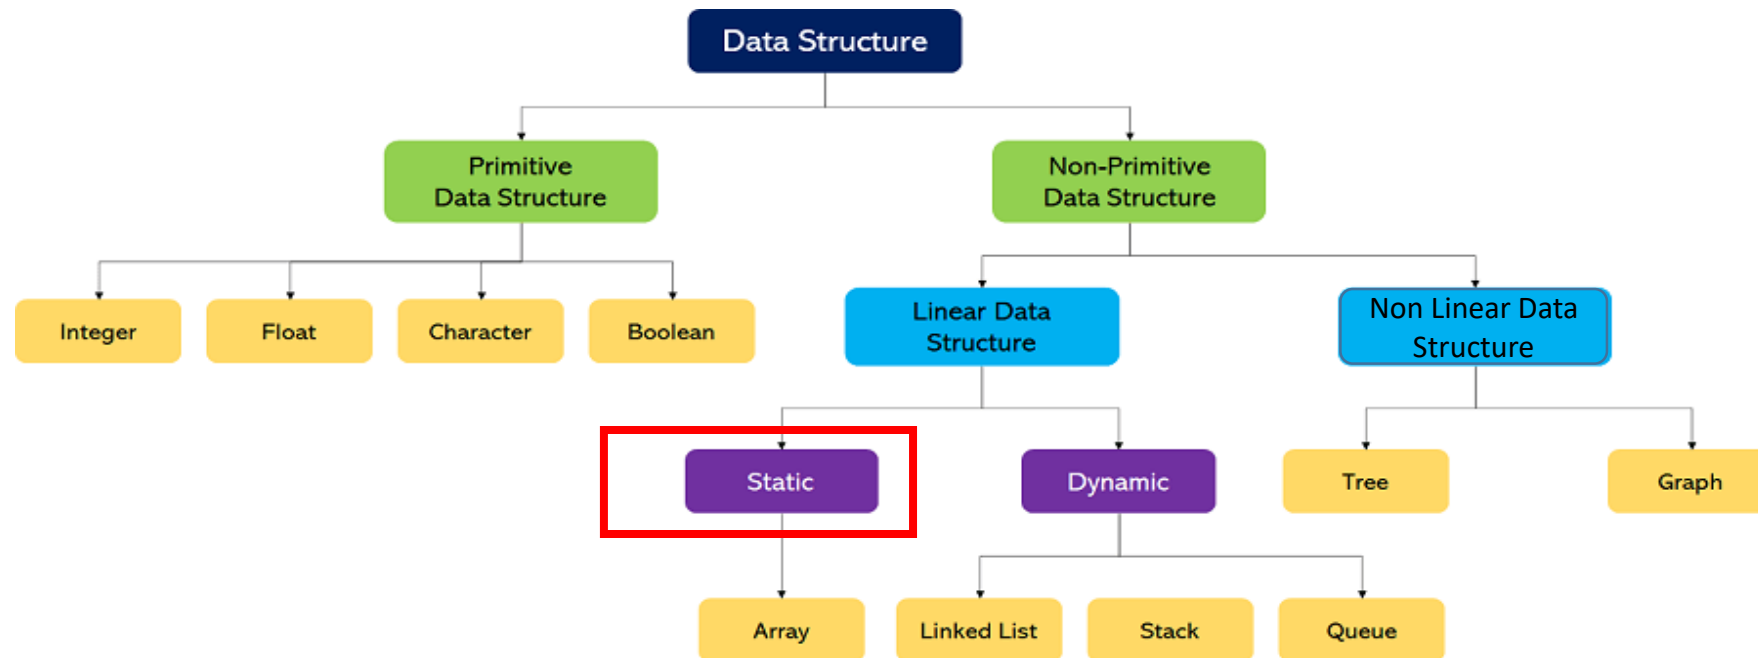 Data Structure
Primitive
Data Structure
Non-Primitive
Data Structure
Integer
Float
Character
Boolean
Linear Data
Structure
Non Linear Data
Structure
Static
Dynamic
Tree
Graph
Array
Linked List
Stack
Queue